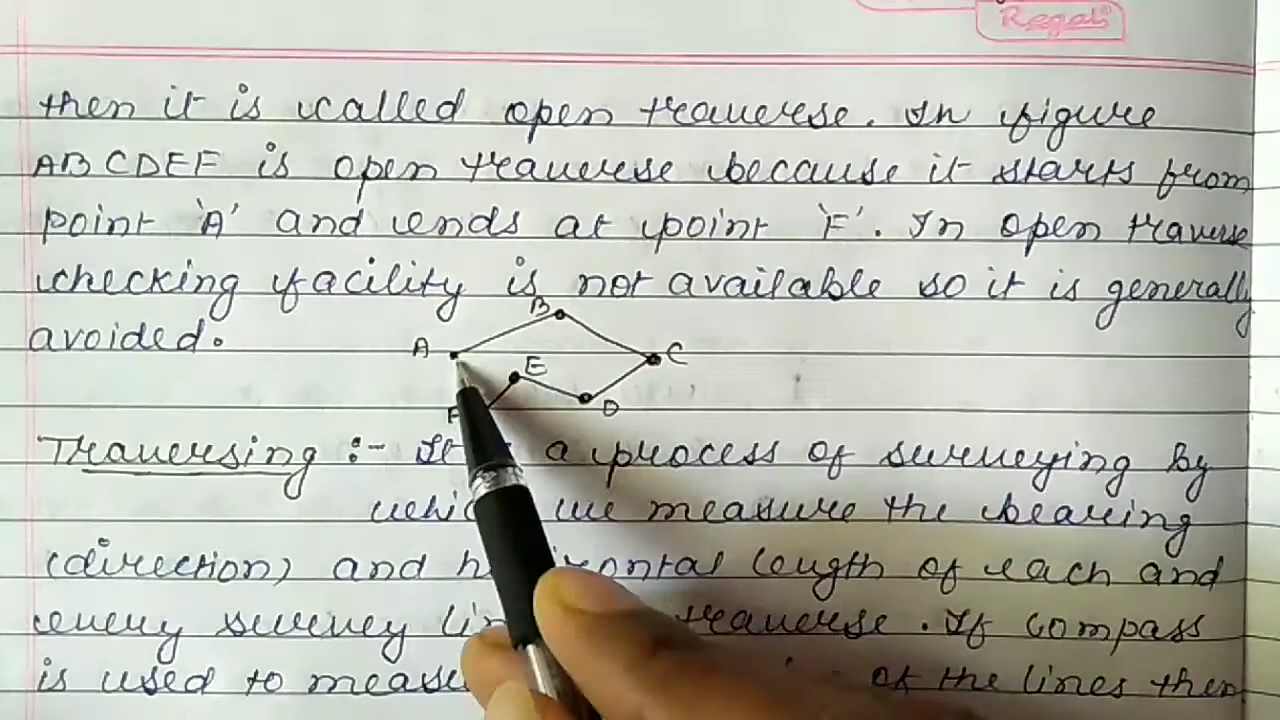 Regal
then it is called open traverse. In figure
ABCDEF is open traverse because it starts from
point 'A' and ends at point 'F'. In open traverse
checking facility is not available so it is generally
avoided.
B
A
C
E
D
F
Traversing :- It a process of surveying by
we measure the bearing
(direction) and length of each and
every survey traverse. If compass
is used to of the lines then